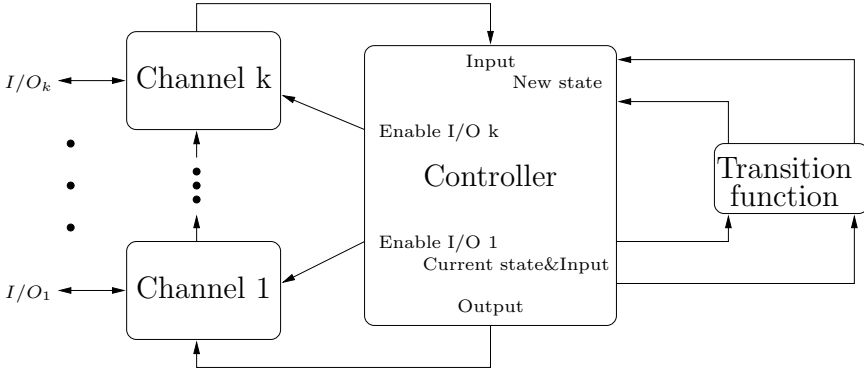 Input
Channel k
I/O_k
New state
Enable I/O k
Controller
Transition
function
Enable I/O 1
Current state&Input
Channel 1
I/O_1
Output